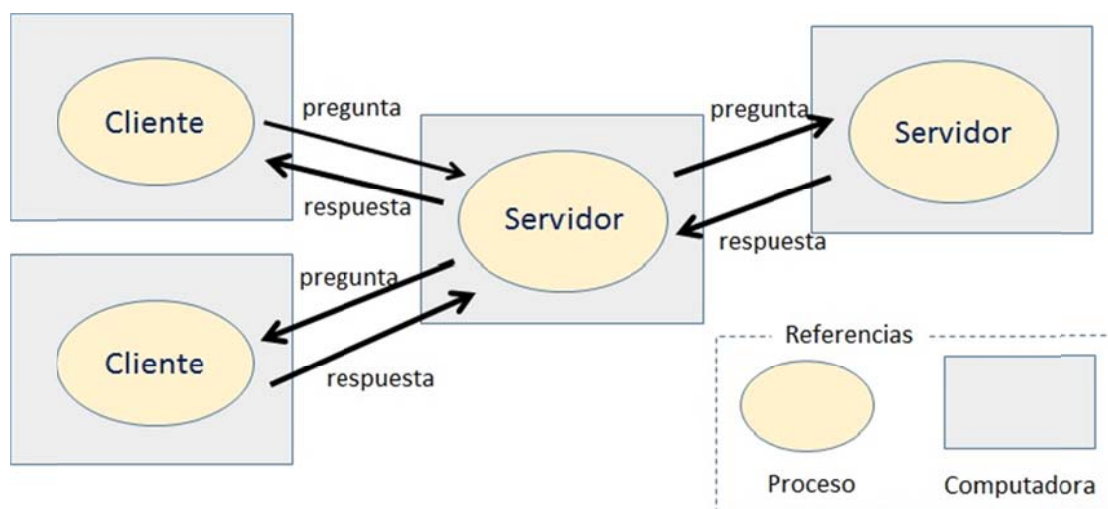 Cliente
pregunta
respuesta
Servidor
pregunta
respuesta
Servidor
Cliente
pregunta
respuesta
Referencias
Proceso
Computadora